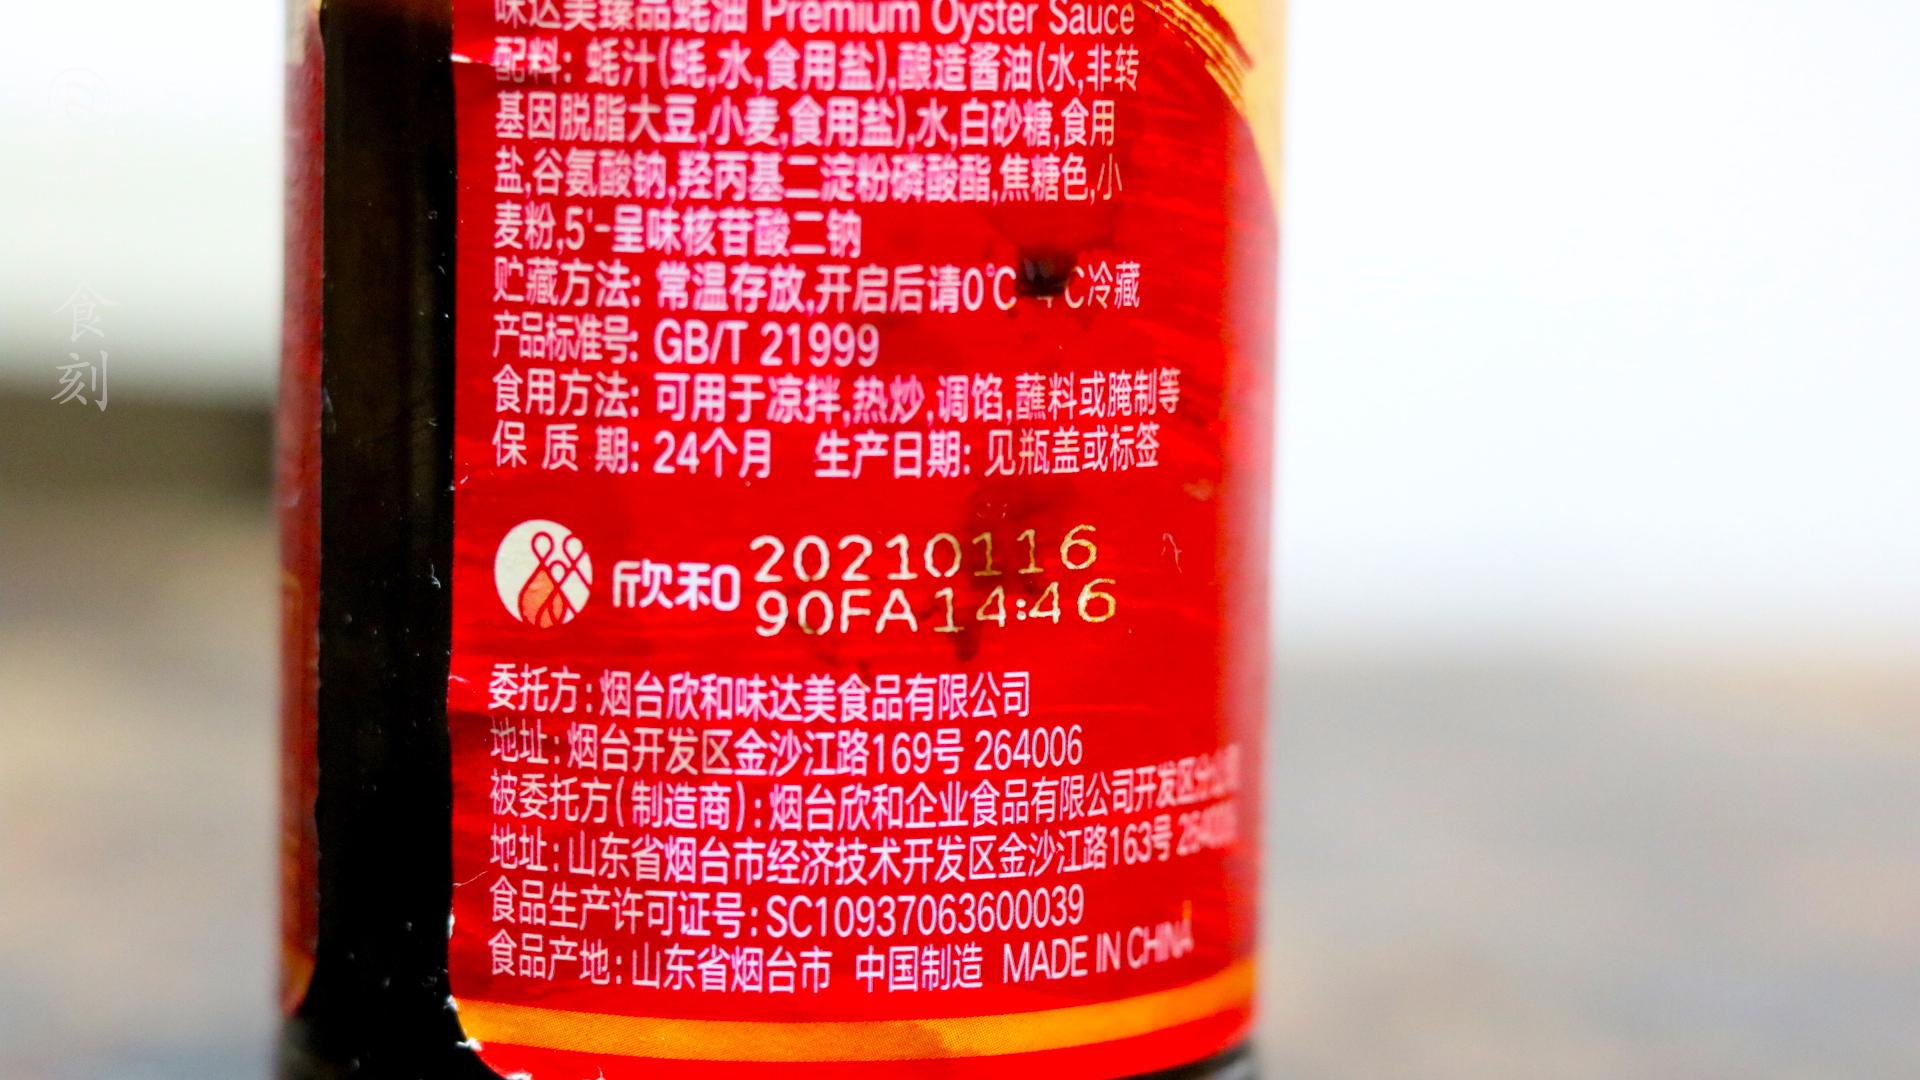 味达美臻品蚝油 Premium Oyster Sauce
配料: 蚝汁(蚝,水,食用盐),酿造酱油(水,非转
基因脱脂大豆,小麦,食用盐),水,白砂糖,食用
盐,谷氨酸钠,羟丙基二淀粉磷酸酯,焦糖色,小
麦粉,5'-呈味核苷酸二钠
贮藏方法: 常温存放,开启后请0℃ 4℃冷藏
产品标准号: GB/T 21999
食用方法: 可用于凉拌,热炒,调馅,蘸料或腌制等
保 质 期: 24个月 生产日期: 见瓶盖或标签
欣和
20210116
90FA14:46
委托方: 烟台欣和味达美食品有限公司
地址: 烟台开发区金沙江路169号 264006
被委托方(制造商): 烟台欣和企业食品有限公司开发区分公司
地址: 山东省烟台市经济技术开发区金沙江路163号
食品生产许可证号: SC10937063600039
食品产地: 山东省烟台市 中国制造 MADE IN CHINA
食刻